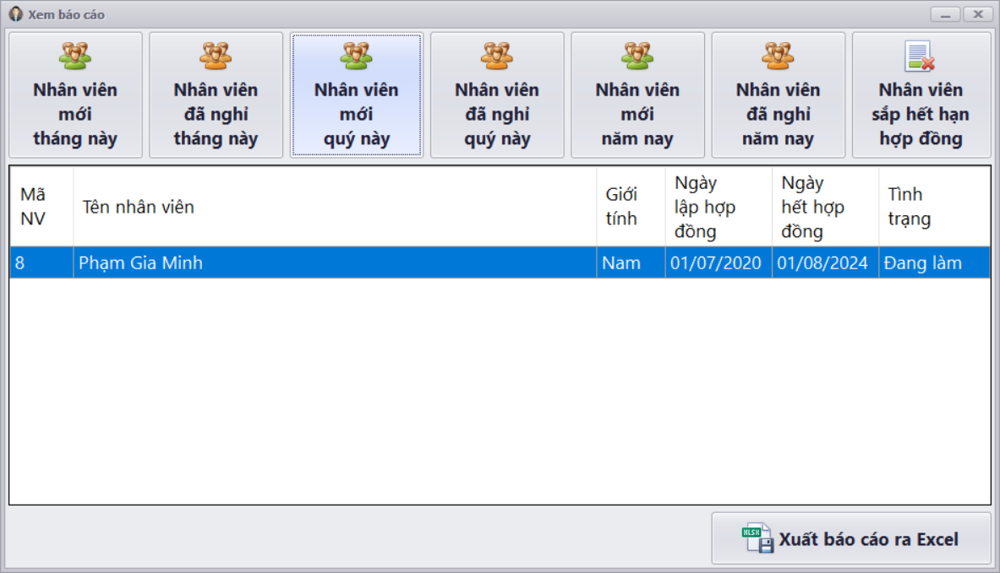 Xem báo cáo
Nhân viên
mới
tháng này
Nhân viên
đã nghỉ
tháng này
Nhân viên
mới
quý này
Nhân viên
đã nghỉ
quý này
Nhân viên
mới
năm nay
Nhân viên
đã nghỉ
năm nay
Nhân viên
sắp hết hạn
hợp đồng
Mã
NV
Tên nhân viên
Giới
tính
Ngày
lập hợp
đồng
Ngày
hết hợp
đồng
Tình
trạng
8 Phạm Gia Minh Nam 01/07/2020 01/08/2024 Đang làm
XLSX
Xuất báo cáo ra Excel